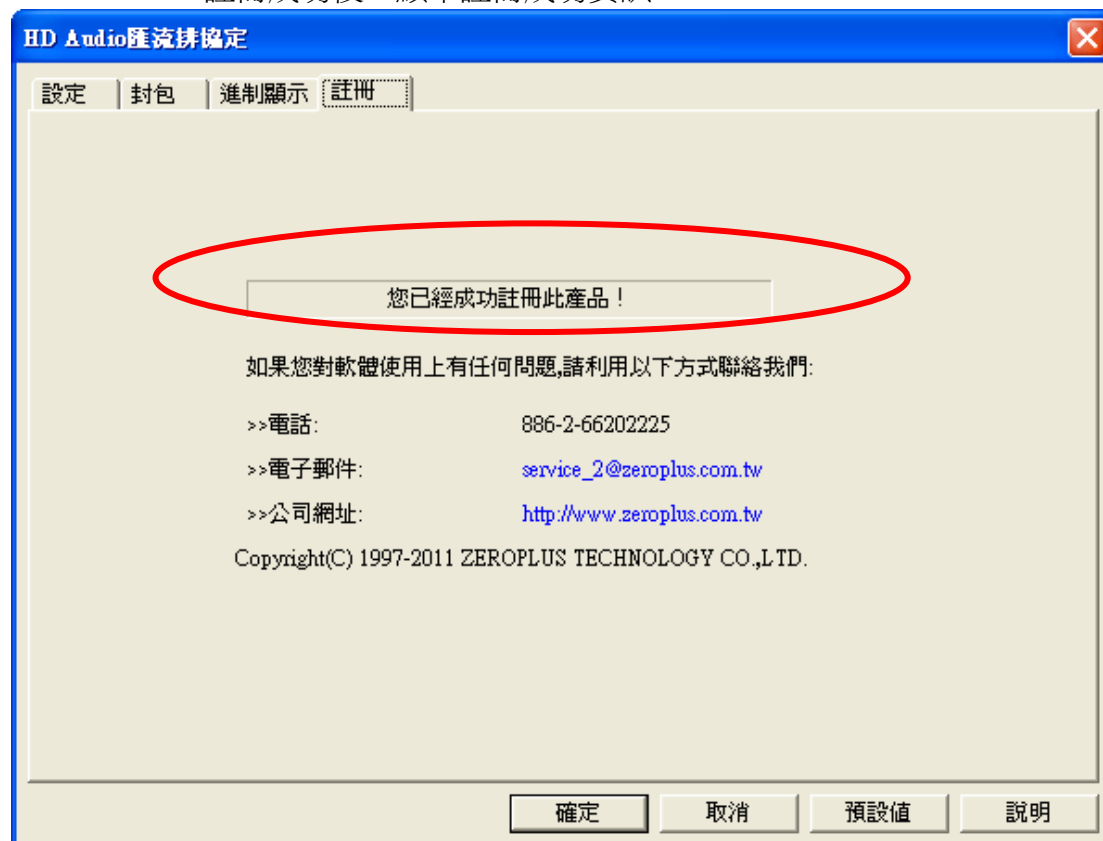 HD Audio匯流排協定
設定 封包 進制顯示 註冊
您已經成功註冊此產品！
如果您對軟體使用上有任何問題,請利用以下方式聯絡我們:
>>電話: 886-2-66202225
>>電子郵件: service_2@zeroplus.com.tw
>>公司網址: http://www.zeroplus.com.tw
Copyright(C) 1997-2011 ZEROPLUS TECHNOLOGY CO.,LTD.
確定 取消 預設值 說明